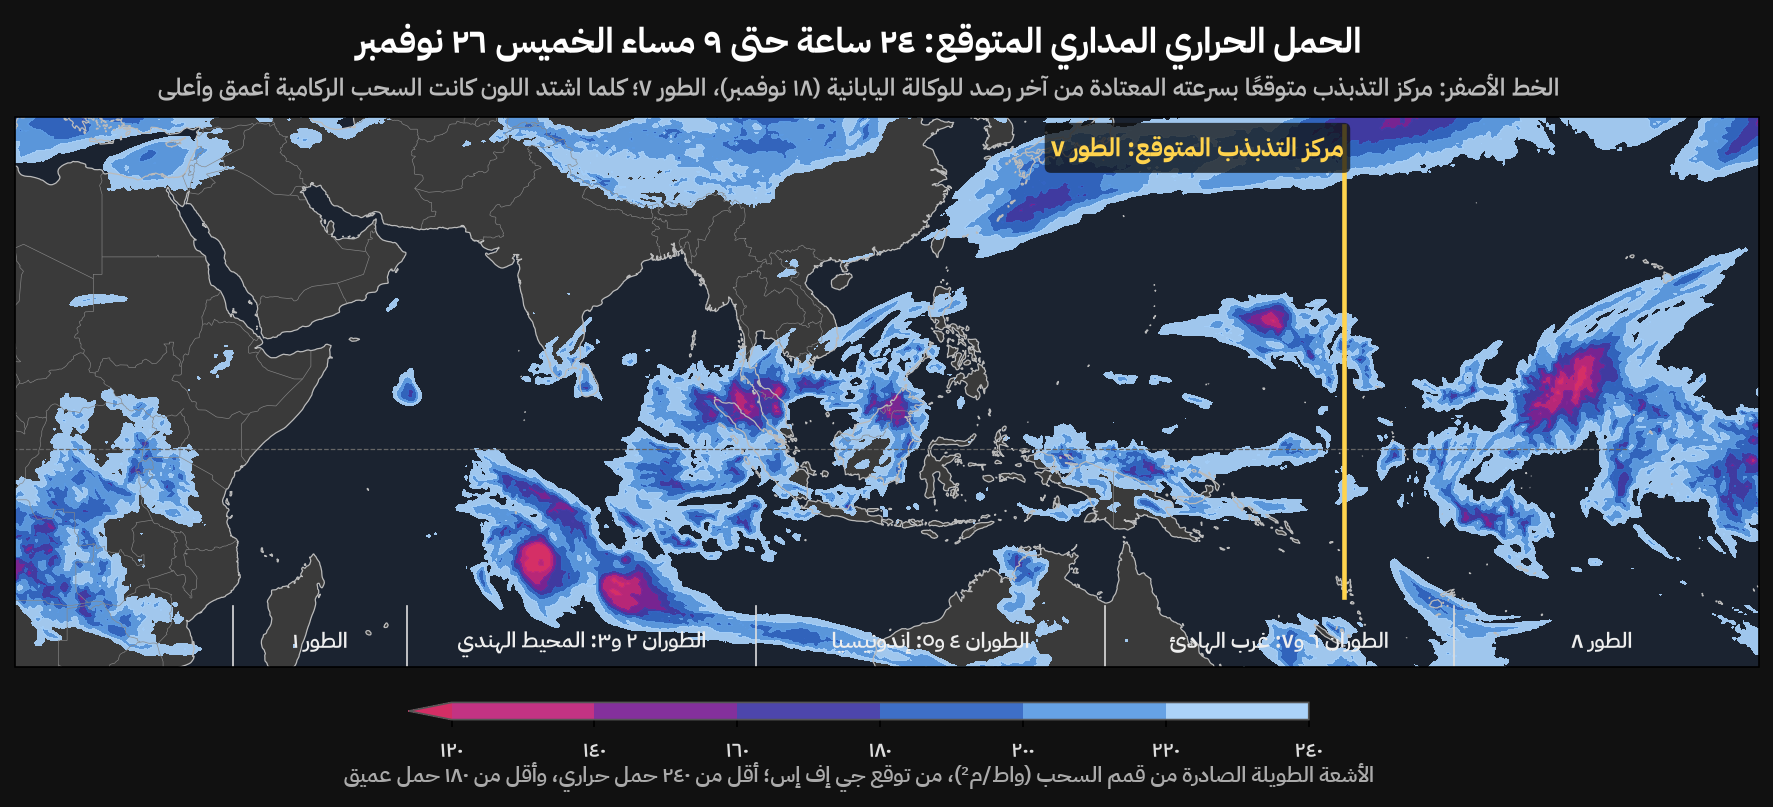 الحمل الحراري المداري المتوقع: ٢٤ ساعة حتى ٩ مساء الخميس ٢٦ نوفمبر
الخط الأصفر: مركز التذبذب متوقعًا بسرعته المعتادة من آخر رصد للوكالة اليابانية (١٨ نوفمبر)، الطور ٧؛ كلما اشتد اللون كانت السحب الركامية أعمق وأعلى
مركز التذبذب المتوقع: الطور ٧
الطور ١
الطوران ٢ و٣: المحيط الهندي
الطوران ٤ و٥: إندونيسيا
الطوران ٦ و٧: غرب الهادئ
الطور ٨
١٢٠ ١٤٠ ١٦٠ ١٨٠ ٢٠٠ ٢٢٠ ٢٤٠
الأشعة الطويلة الصادرة من قمم السحب (واط/م²)، من توقع جي إف إس؛ أقل من ٢٤٠ حمل حراري، وأقل من ١٨٠ حمل عميق